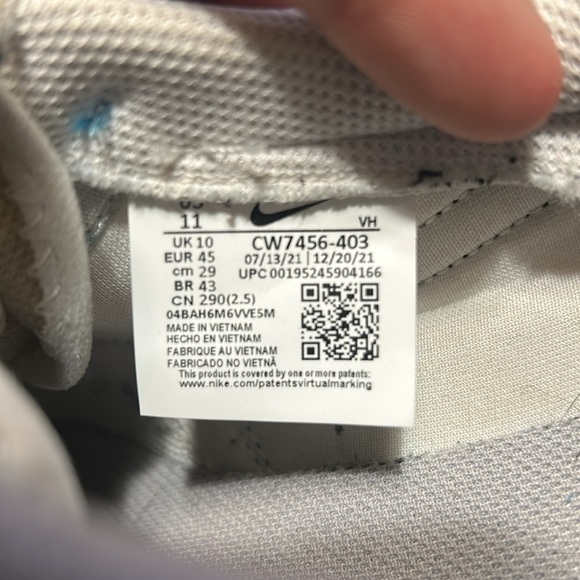 11
VH
UK 10
CW7456-403
EUR 45
07/13/21 | 12/20/21
cm 29
UPC 00195245904166
BR 43
CN 290(2.5)
04BAH6M6VVE5M
MADE IN VIETNAM
HECHO EN VIETNAM
FABRIQUE AU VIETNAM
FABRICADO NO VIETNÃ
This product is covered by one or more patents:
www.nike.com/patentsvirtualmarking